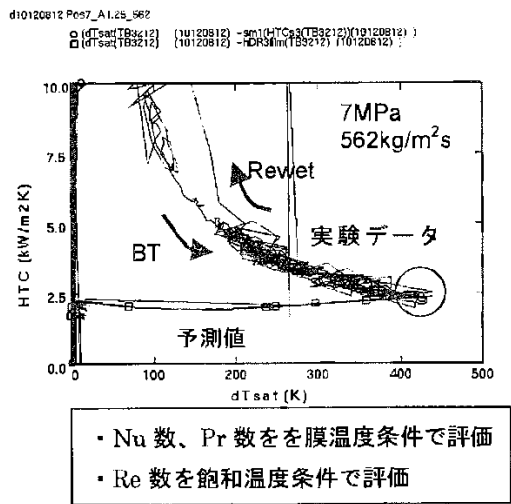 d10120812 Pos7_A1.25_562
(dTsat(TB3212) (10120812) -sm1(HTCs3(TB3212))(10120812) )
(dTsat(TB3212) (10120812) -hDR3film(TB3212) (10120812) )
10.0
7.5
5.0
2.5
0.0
HTC (kW/m2K)
7MPa
562kg/m²s
Rewet
実験データ
BT
予測値
0
100
200
300
400
500
dTsat (K)
・Nu 数、Pr 数をを膜温度条件で評価
・Re 数を飽和温度条件で評価